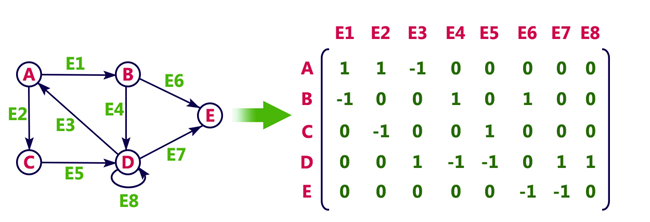 E1 E2 E3 E4 E5 E6 E7 E8
A 1 1 -1 0 0 0 0 0
B -1 0 0 1 0 1 0 0
C 0 -1 0 0 1 0 0 0
D 0 0 1 -1 -1 0 1 1
E 0 0 0 0 0 -1 -1 0
A E1 B
E6
E2 E3 E4
E
E7
C E5 D
E8